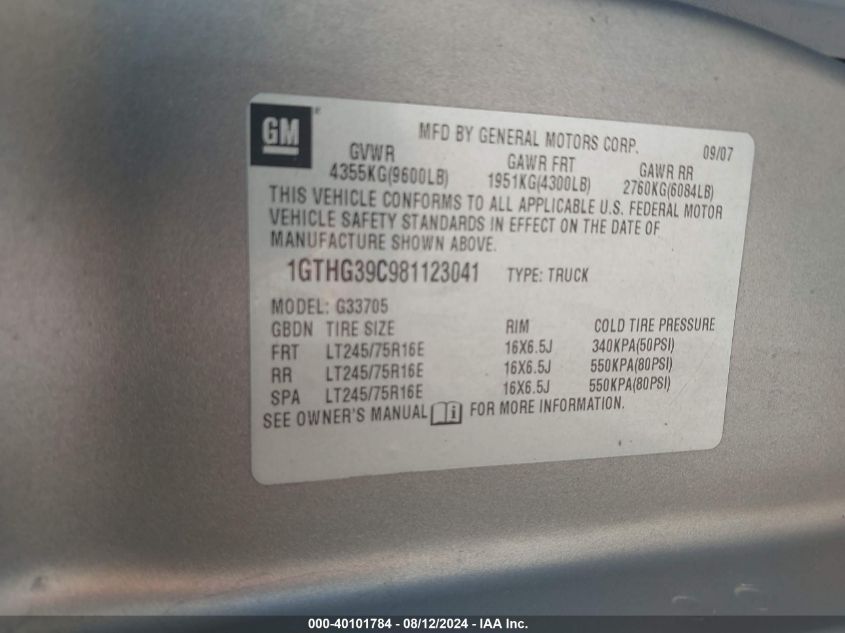 GM
MFD BY GENERAL MOTORS CORP. 09/07
GVWR GAWR FRT GAWR RR
4355KG(9600LB) 1951KG(4300LB) 2760KG(6084LB)
THIS VEHICLE CONFORMS TO ALL APPLICABLE U.S. FEDERAL MOTOR
VEHICLE SAFETY STANDARDS IN EFFECT ON THE DATE OF
MANUFACTURE SHOWN ABOVE.
1GTHG39C981123041 TYPE: TRUCK
MODEL: G33705
GBDN TIRE SIZE RIM COLD TIRE PRESSURE
FRT LT245/75R16E 16X6.5J 340KPA(50PSI)
RR LT245/75R16E 16X6.5J 550KPA(80PSI)
SPA LT245/75R16E 16X6.5J 550KPA(80PSI)
SEE OWNER'S MANUAL i FOR MORE INFORMATION.
000-40101784 - 08/12/2024 - IAA Inc.